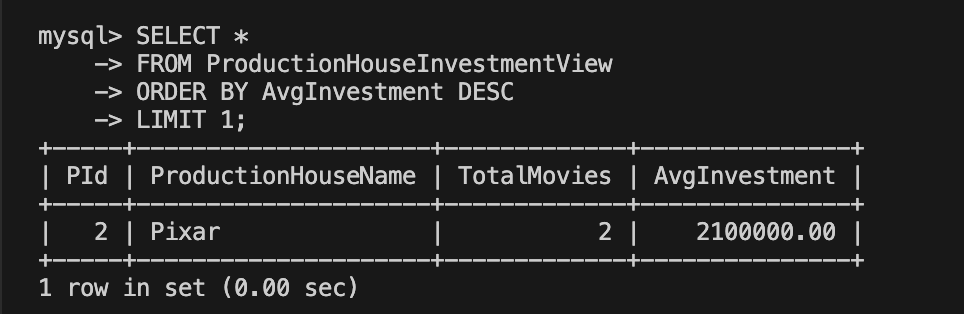 mysql> SELECT *
    -> FROM ProductionHouseInvestmentView
    -> ORDER BY AvgInvestment DESC
    -> LIMIT 1;
+-----+---------------------+-------------+---------------+
| PId | ProductionHouseName | TotalMovies | AvgInvestment |
+-----+---------------------+-------------+---------------+
|   2 | Pixar               |           2 |    2100000.00 |
+-----+---------------------+-------------+---------------+
1 row in set (0.00 sec)